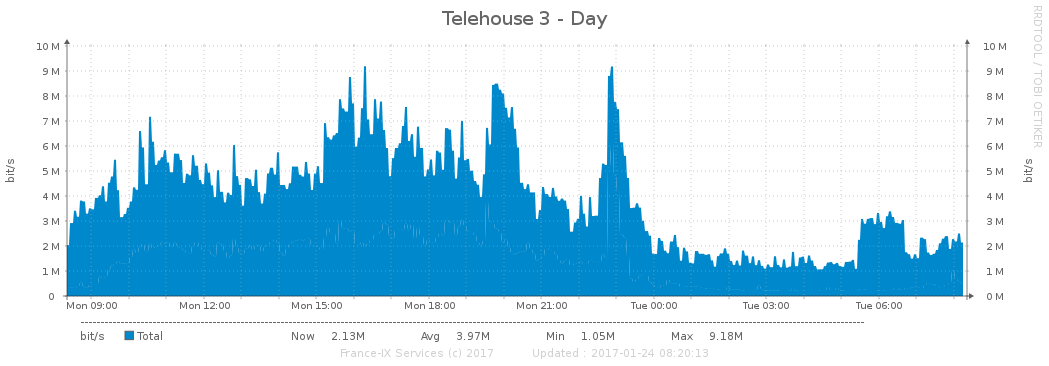 Telehouse 3 - Day
RRDTOOL / TOBI OETIKER
bit/s
bit/s
10 M 10 M
9 M 9 M
8 M 8 M
7 M 7 M
6 M 6 M
5 M 5 M
4 M 4 M
3 M 3 M
2 M 2 M
1 M 1 M
0 0 M
Mon 09:00 Mon 12:00 Mon 15:00 Mon 18:00 Mon 21:00 Tue 00:00 Tue 03:00 Tue 06:00
bit/s Total Now 2.13M Avg 3.97M Min 1.05M Max 9.18M
France-IX Services (c) 2017 Updated : 2017-01-24 08:20:13